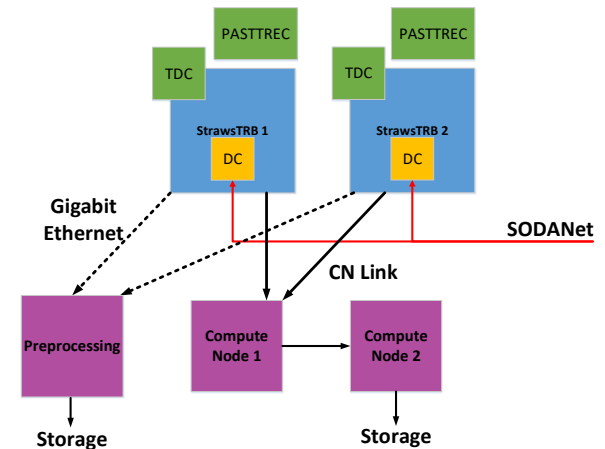 PASTTREC
PASTTREC
TDC
TDC
StrawsTRB 1
StrawsTRB 2
DC
DC
Gigabit
Ethernet
SODANet
CN Link
Preprocessing
Compute
Node 1
Compute
Node 2
Storage
Storage